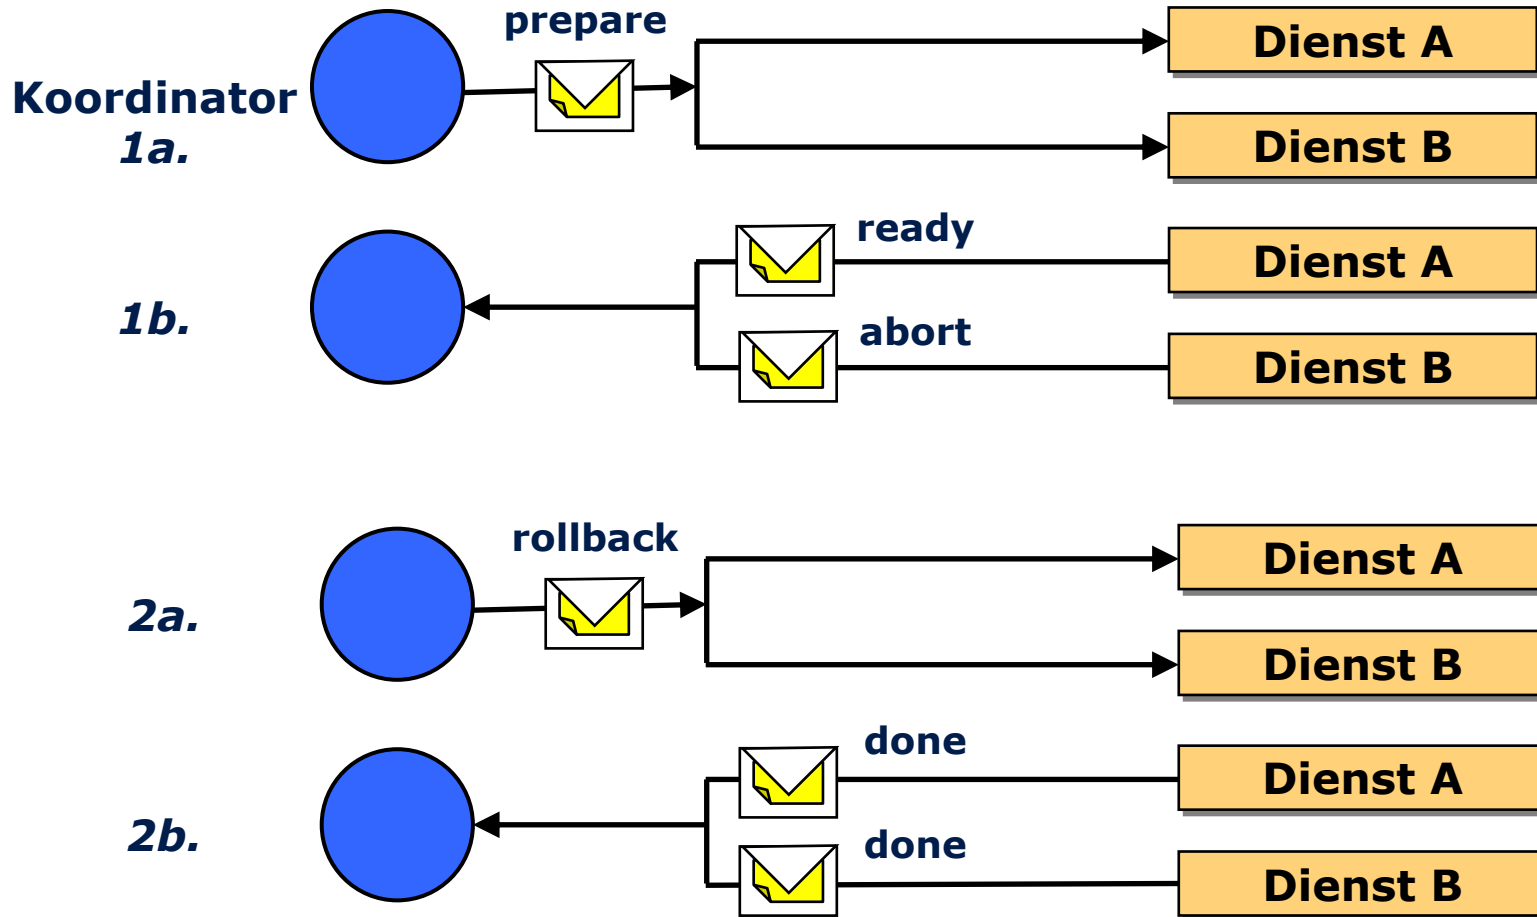 prepare
Dienst A
Koordinator
1a.
Dienst B
ready
Dienst A
1b.
abort
Dienst B
rollback
Dienst A
2a.
Dienst B
done
Dienst A
2b.
done
Dienst B